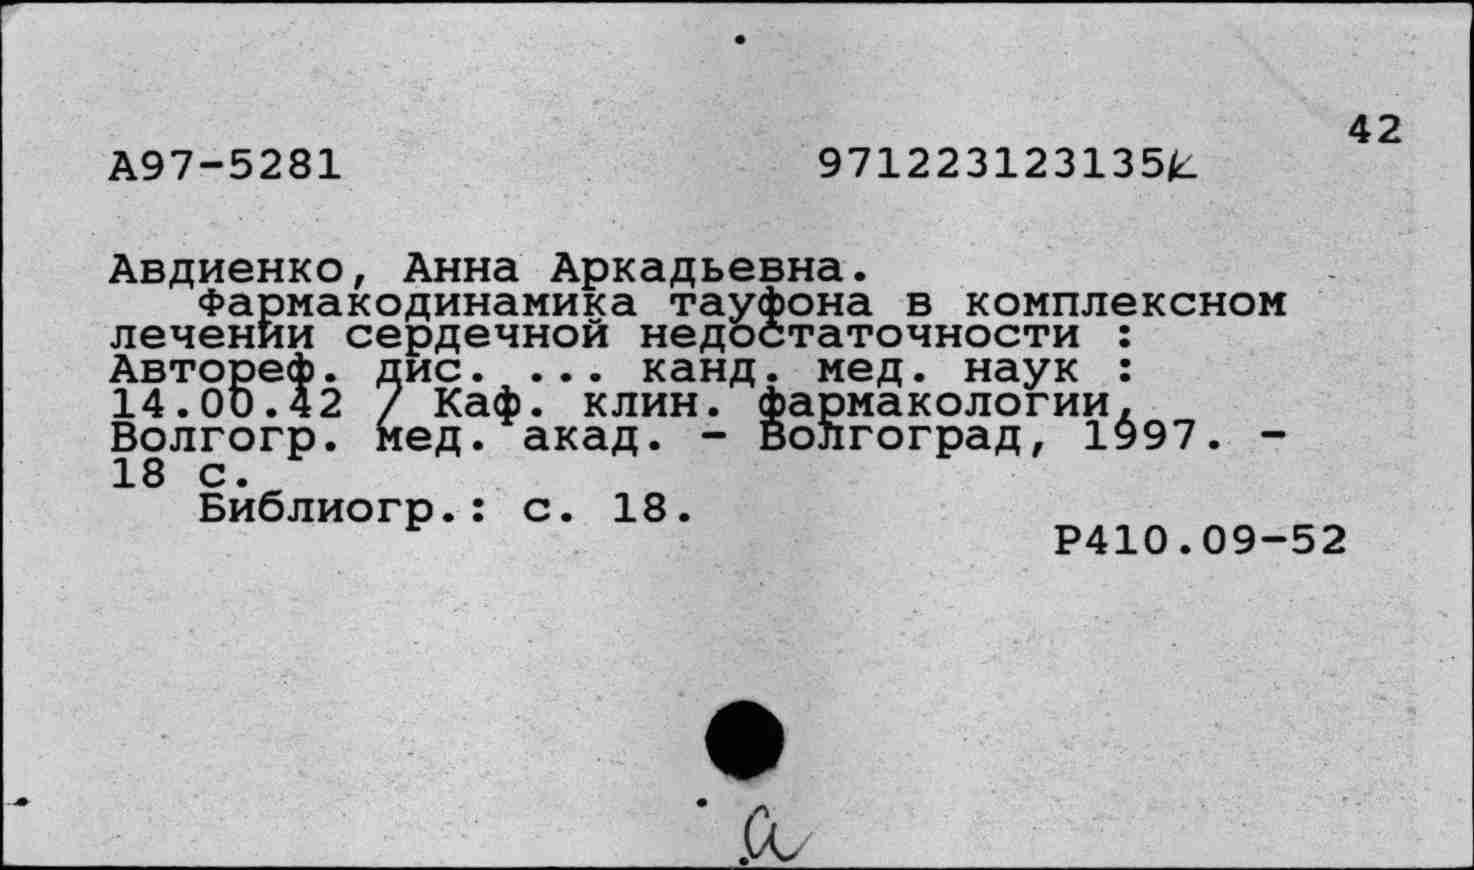 42
А97-5281 971223123135к
Авдиенко, Анна Аркадьевна.
Фармакодинамика тауфона в комплексном
лечении сердечной недостаточности :
Автореф. дис. ... канд. мед. наук :
14.00.42 / Каф. клин. фармакологии,
Волгогр. мед. акад. - Волгоград, 1997. -
18 с.
Библиогр.: с. 18.
Р410.09-52
а